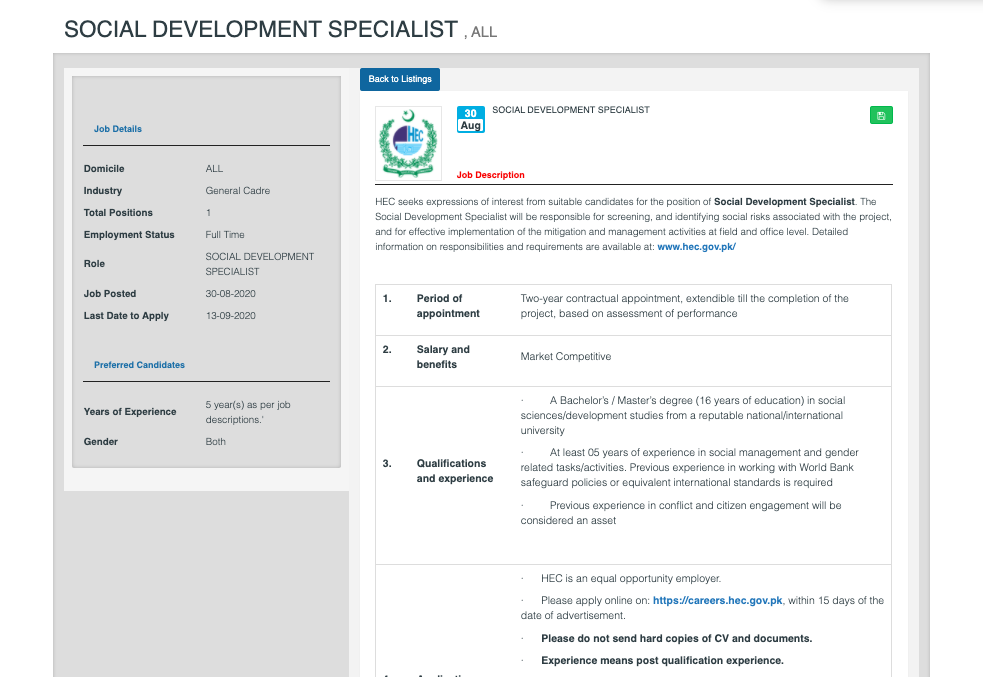 SOCIAL DEVELOPMENT SPECIALIST , ALL
Job Details
Domicile ALL
Industry General Cadre
Total Positions 1
Employment Status Full Time
Role SOCIAL DEVELOPMENT
SPECIALIST
Job Posted 30-08-2020
Last Date to Apply 13-09-2020
Preferred Candidates
Years of Experience 5 year(s) as per job
descriptions.'
Gender Both
Back to Listings
HEC
30
Aug
SOCIAL DEVELOPMENT SPECIALIST
Job Description
HEC seeks expressions of interest from suitable candidates for the position of Social Development Specialist. The
Social Development Specialist will be responsible for screening, and identifying social risks associated with the project,
and for effective implementation of the mitigation and management activities at field and office level. Detailed
information on responsibilities and requirements are available at: www.hec.gov.pk/
1. Period of
appointment
Two-year contractual appointment, extendible till the completion of the
project, based on assessment of performance
2. Salary and
benefits
Market Competitive
3. Qualifications
and experience
· A Bachelor's / Master's degree (16 years of education) in social
sciences/development studies from a reputable national/international
university
· At least 05 years of experience in social management and gender
related tasks/activities. Previous experience in working with World Bank
safeguard policies or equivalent international standards is required
· Previous experience in conflict and citizen engagement will be
considered an asset
· HEC is an equal opportunity employer.
· Please apply online on: https://careers.hec.gov.pk, within 15 days of the
date of advertisement.
· Please do not send hard copies of CV and documents.
· Experience means post qualification experience.